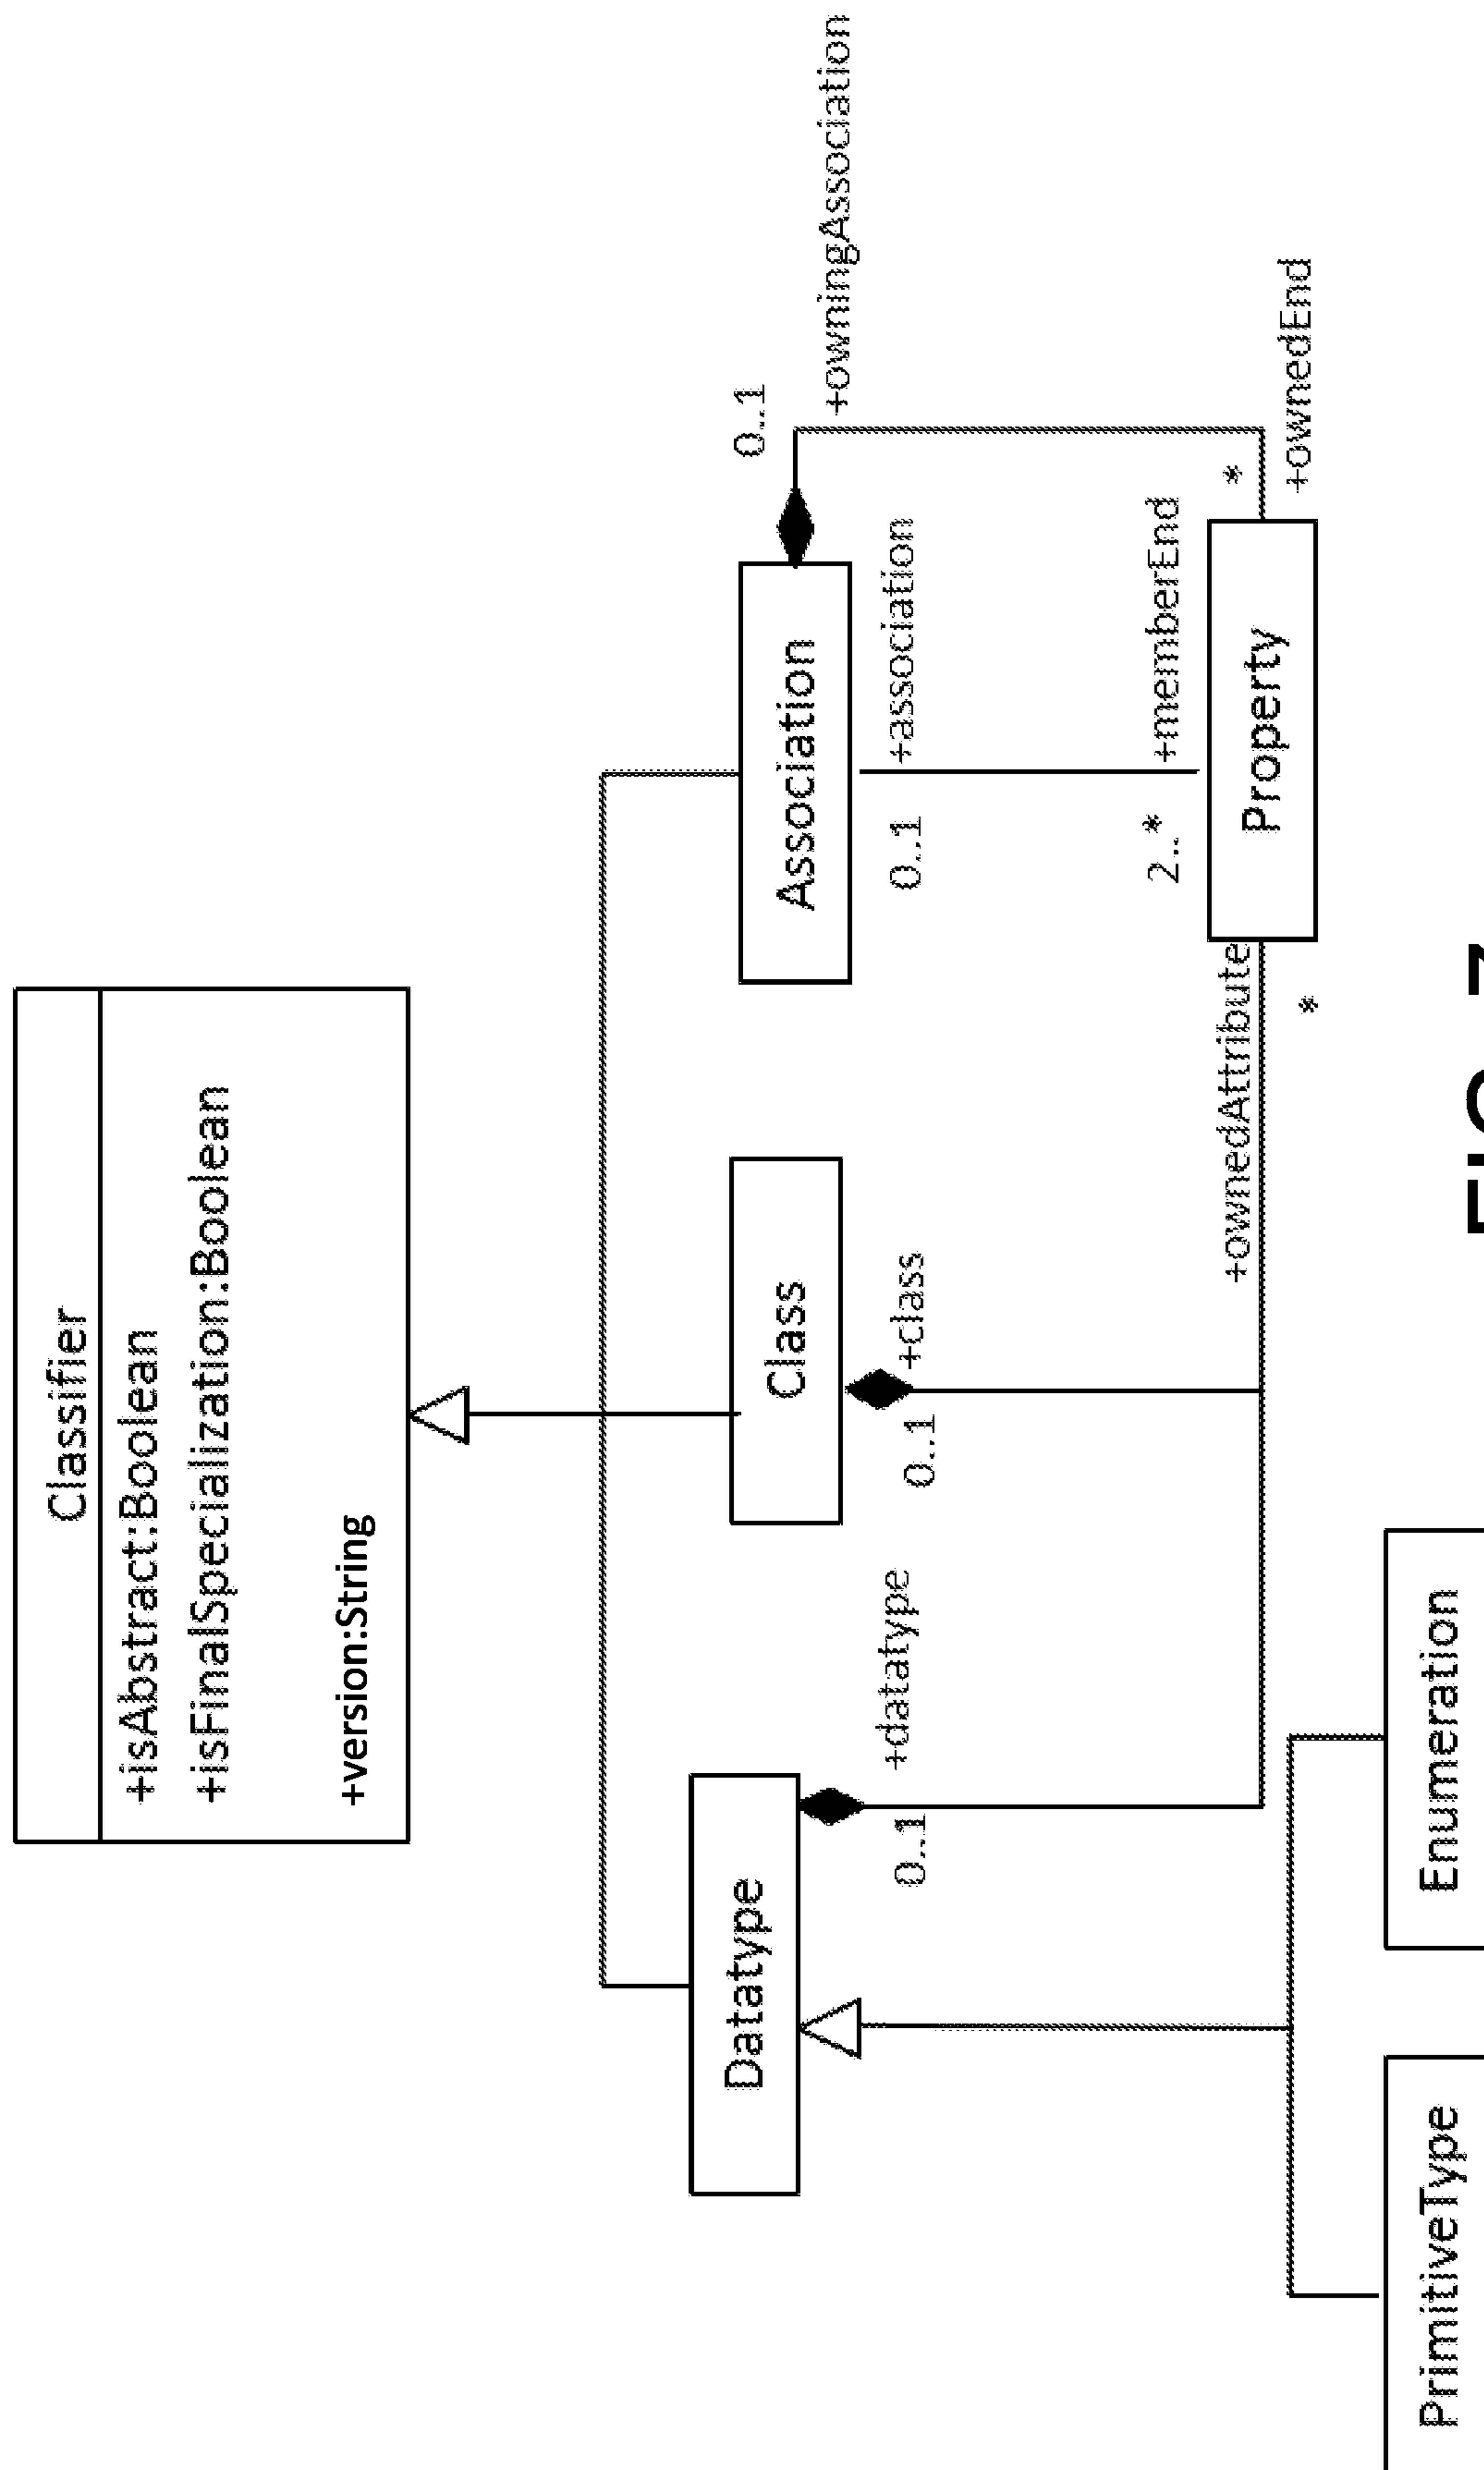 Classifier
+isAbstract:Boolean
+isFinalSpecialization:Boolean
+version:String
Datatype
Class
Association
0..1
+owningAssociation
0..1
+datatype
0..1
+class
0..1
+association
2..*
+memberEnd
+ownedAttribute
*
Property
*
+ownedEnd
PrimitiveType
Enumeration